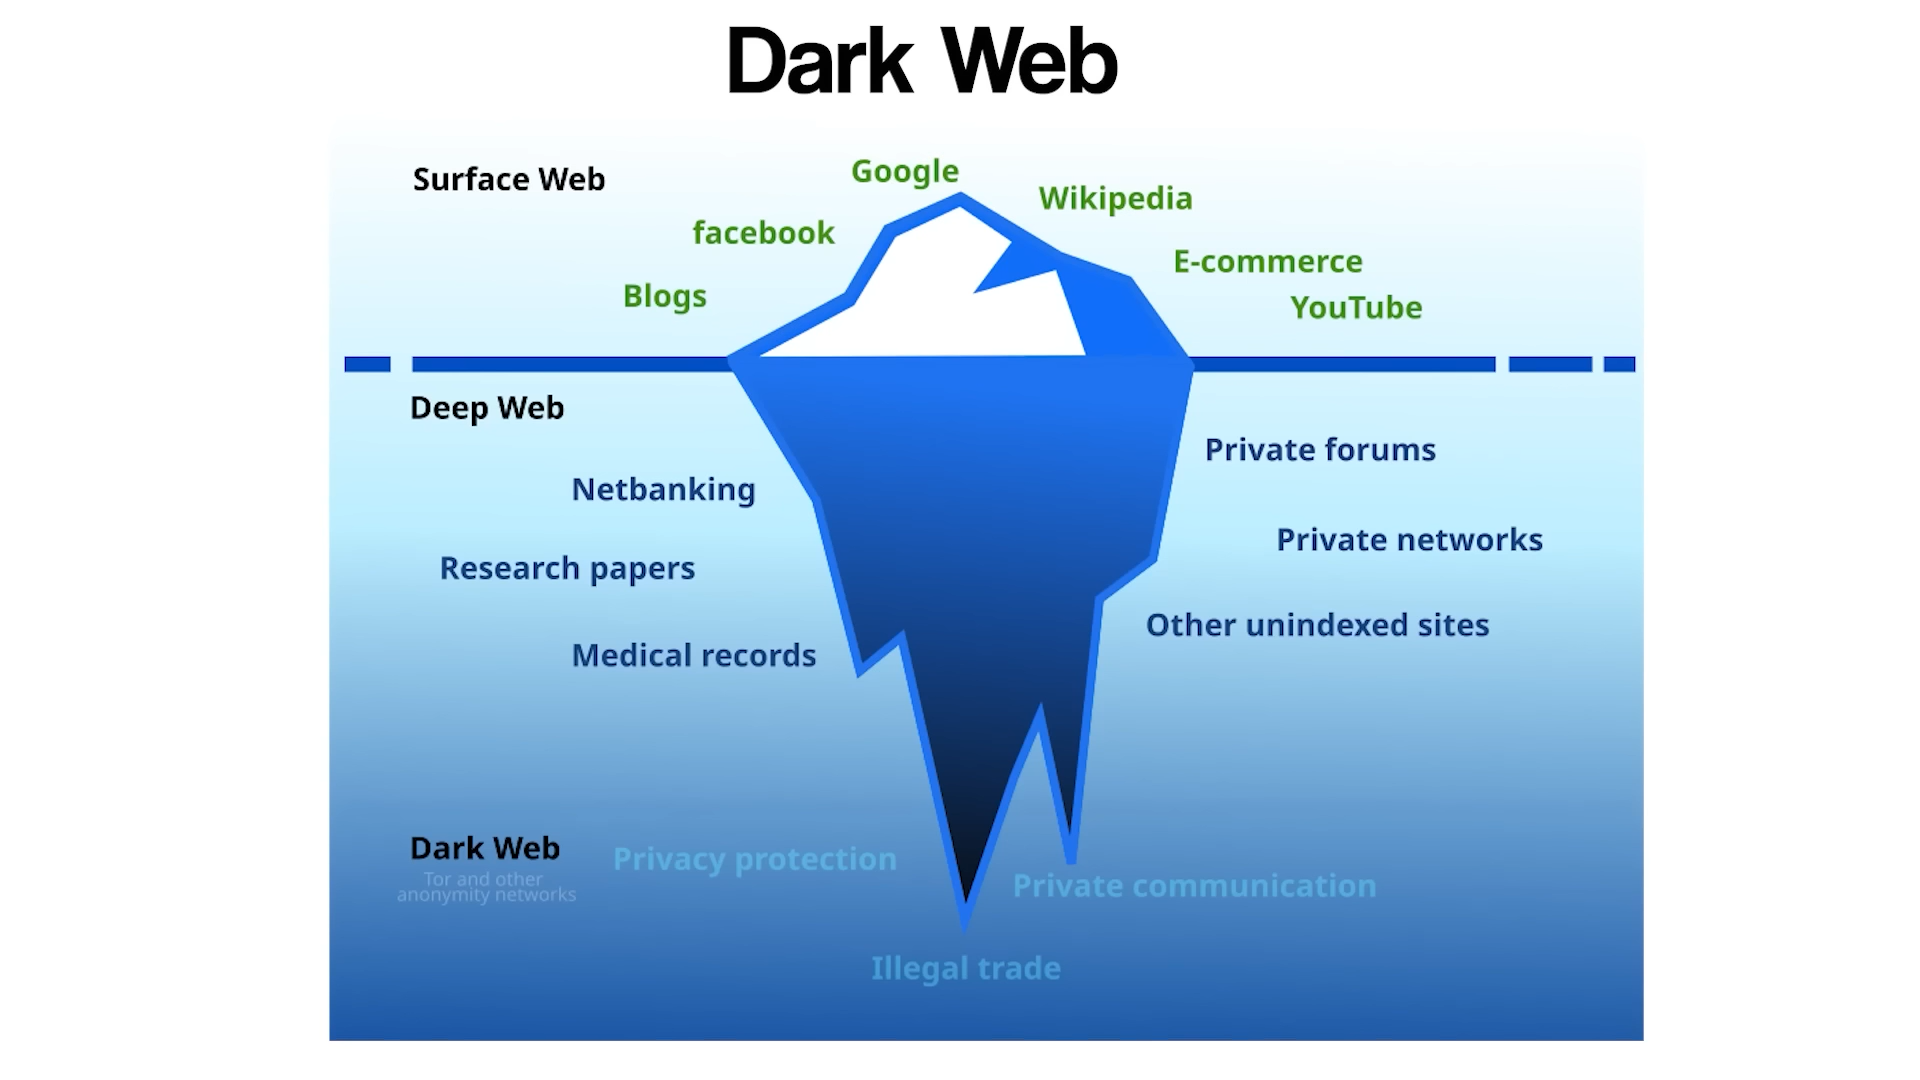 Dark Web
Surface Web
Google
Wikipedia
facebook
E-commerce
Blogs
YouTube
Deep Web
Private forums
Netbanking
Private networks
Research papers
Other unindexed sites
Medical records
Dark Web
Tor and other
anonymity networks
Privacy protection
Private communication
Illegal trade